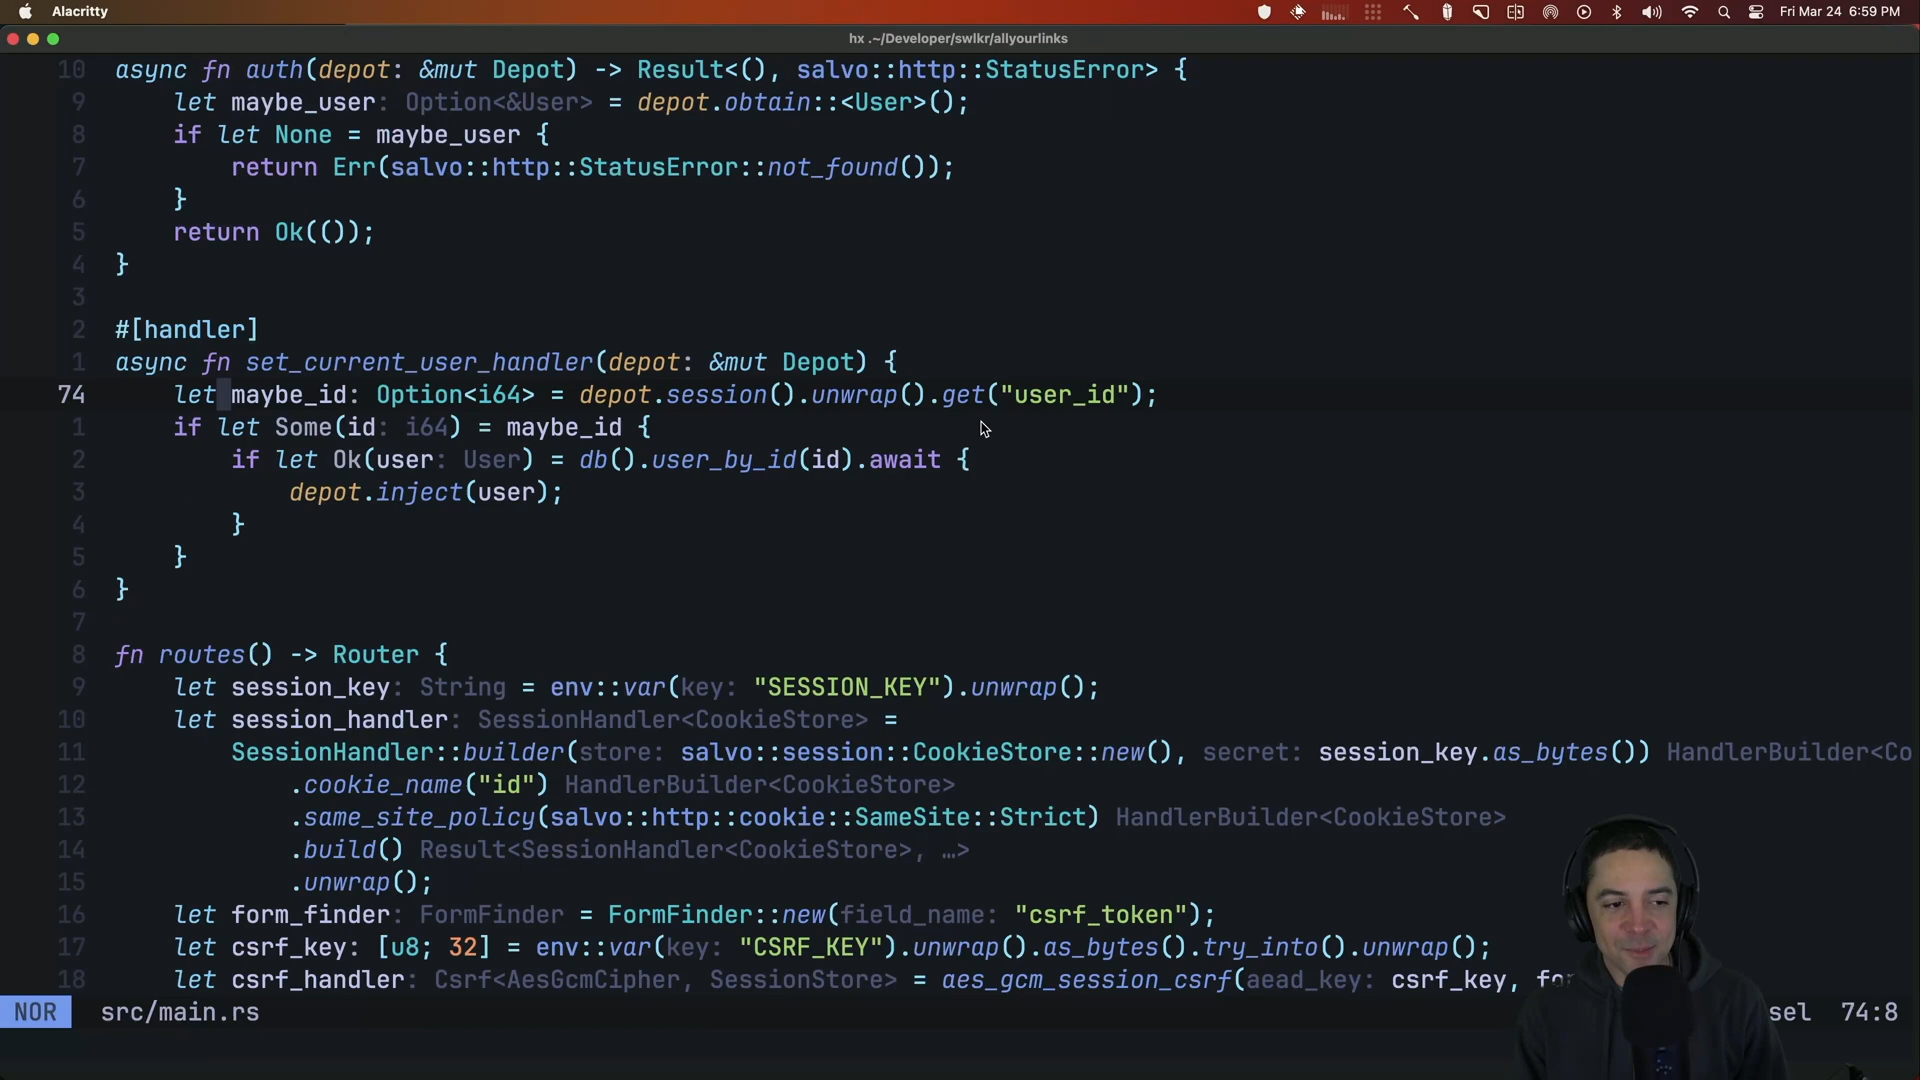 Alacritty
Fri Mar 24 6:59 PM
hx .~/Developer/swlkr/allyourlinks
10 async fn auth(depot: &mut Depot) -> Result<(), salvo::http::StatusError> {
9 let maybe_user: Option<&User> = depot.obtain::<User>();
8 if let None = maybe_user {
7 return Err(salvo::http::StatusError::not_found());
6 }
5 return Ok(());
4 }
3
2 #[handler]
1 async fn set_current_user_handler(depot: &mut Depot) {
74 let maybe_id: Option<i64> = depot.session().unwrap().get("user_id");
1 if let Some(id: i64) = maybe_id {
2 if let Ok(user: User) = db().user_by_id(id).await {
3 depot.inject(user);
4 }
5 }
6 }
7
8 fn routes() -> Router {
9 let session_key: String = env::var(key: "SESSION_KEY").unwrap();
10 let session_handler: SessionHandler<CookieStore> =
11 SessionHandler::builder(store: salvo::session::CookieStore::new(), secret: session_key.as_bytes()) HandlerBuilder<Co
12 .cookie_name("id") HandlerBuilder<CookieStore>
13 .same_site_policy(salvo::http::cookie::SameSite::Strict) HandlerBuilder<CookieStore>
14 .build() Result<SessionHandler<CookieStore>, …>
15 .unwrap();
16 let form_finder: FormFinder = FormFinder::new(field_name: "csrf_token");
17 let csrf_key: [u8; 32] = env::var(key: "CSRF_KEY").unwrap().as_bytes().try_into().unwrap();
18 let csrf_handler: Csrf<AesGcmCipher, SessionStore> = aes_gcm_session_csrf(aead_key: csrf_key,
NOR src/main.rs sel 74:8